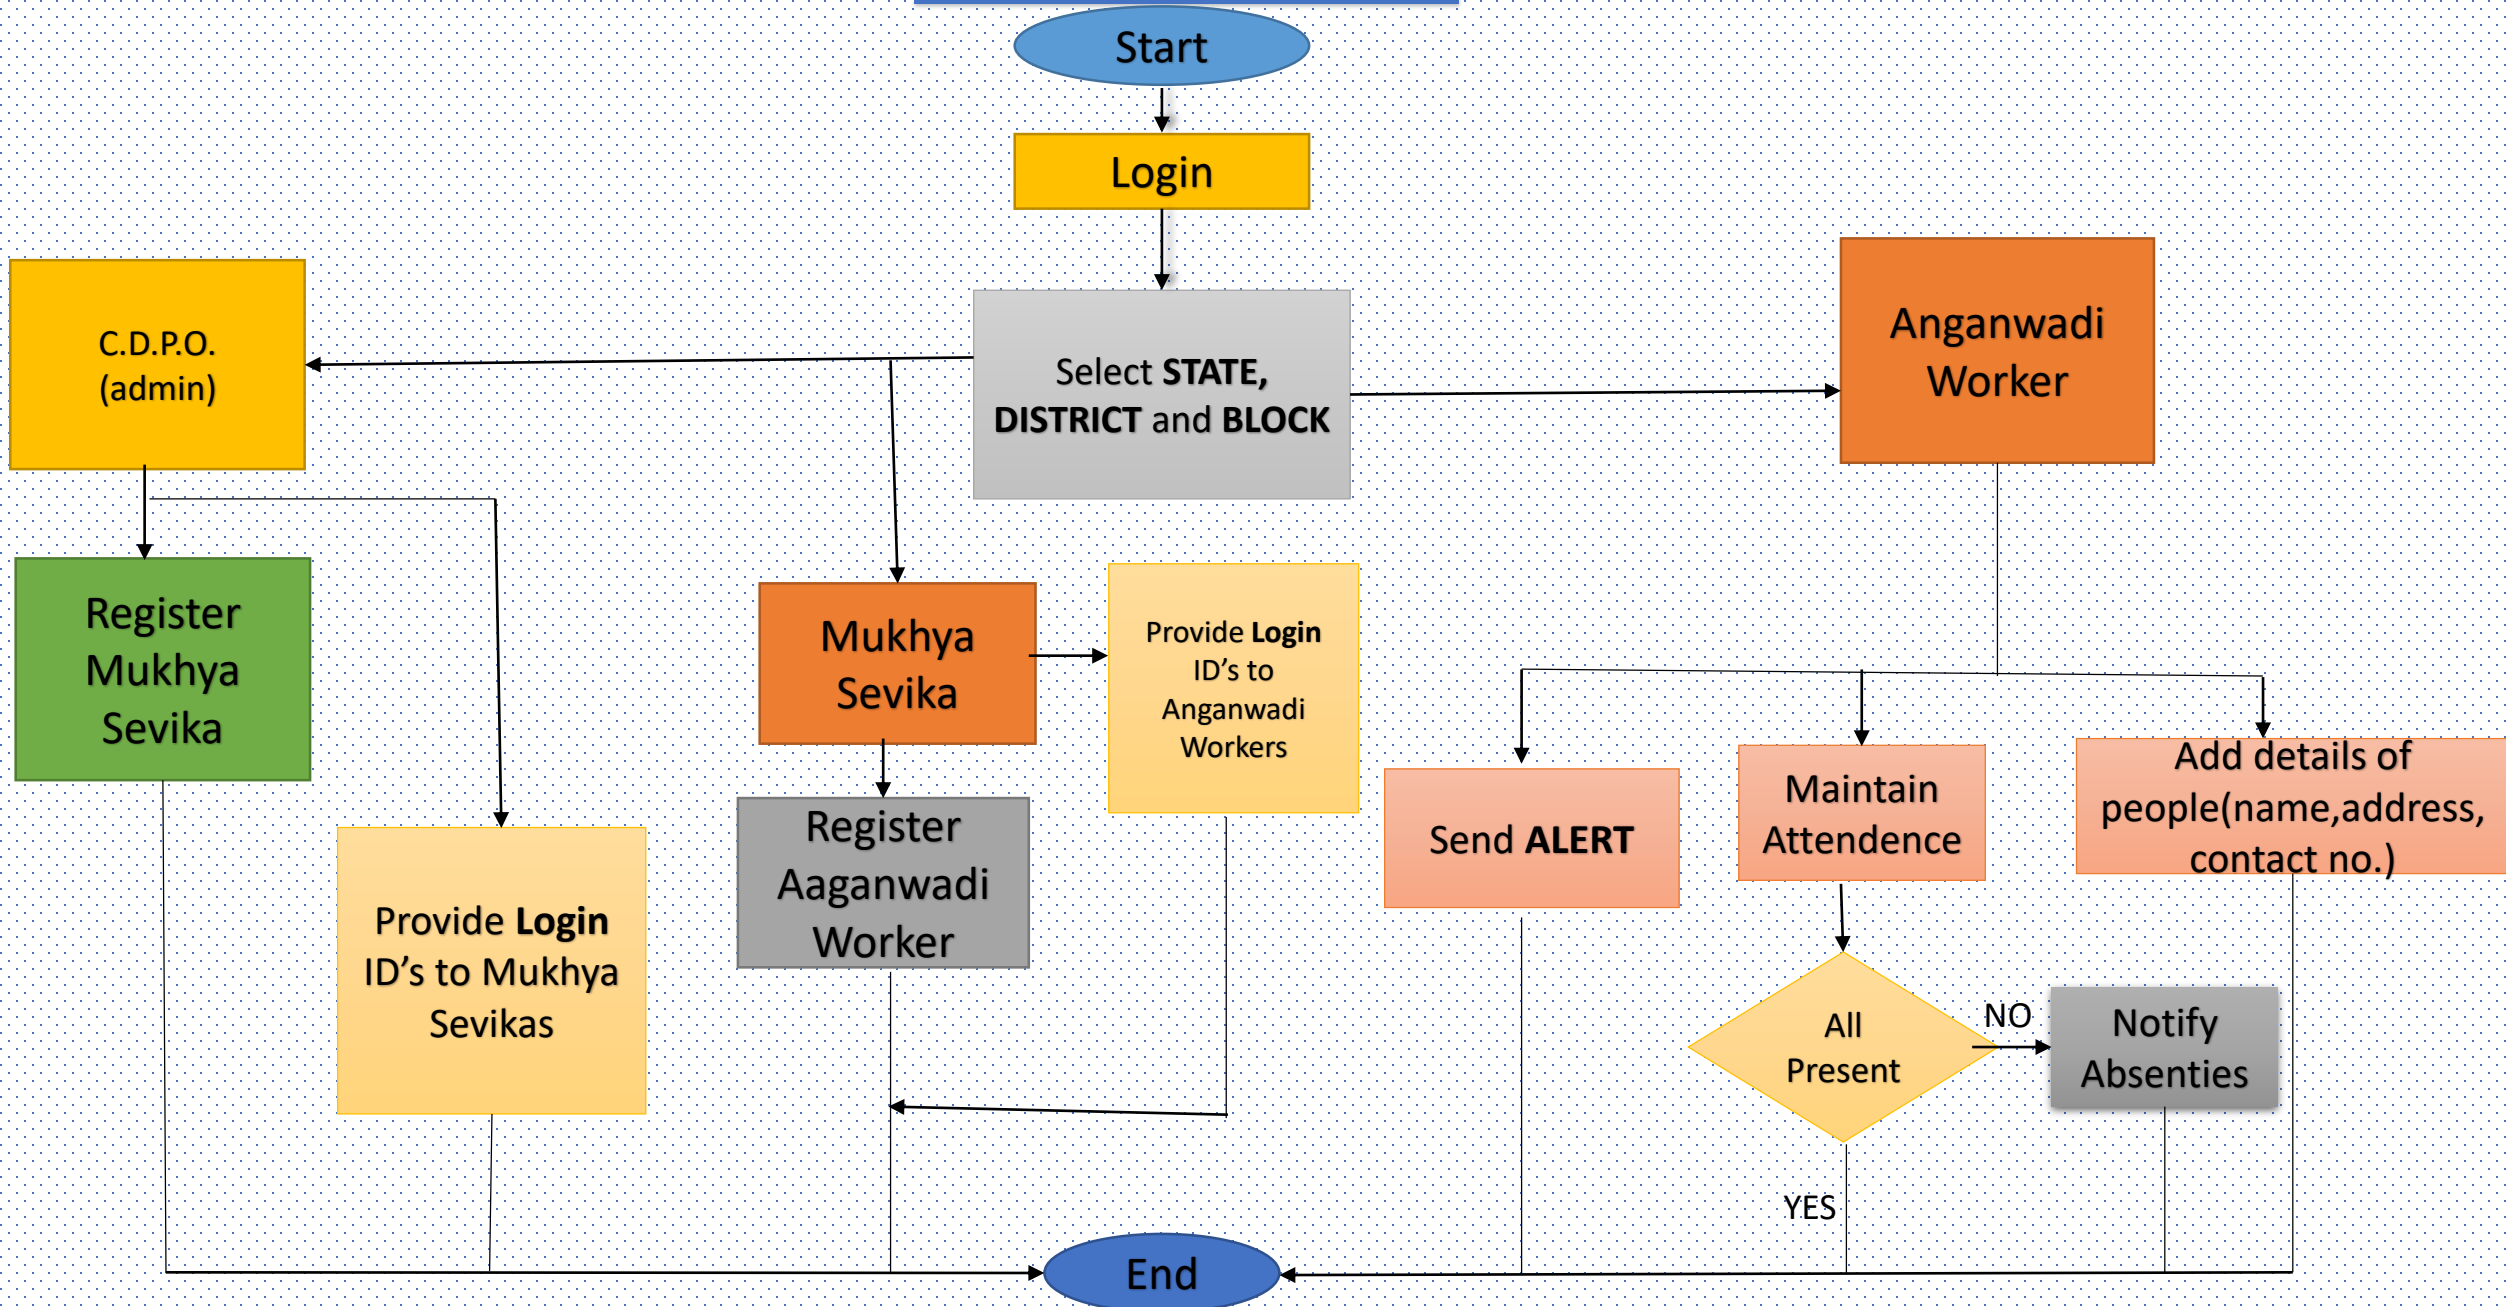 Start
Login
C.D.P.O.
(admin)
Select STATE,
DISTRICT and BLOCK
Anganwadi
Worker
Register
Mukhya
Sevika
Provide Login
ID’s to Mukhya
Sevikas
Mukhya
Sevika
Provide Login
ID’s to
Anganwadi
Workers
Register
Aaganwadi
Worker
Send ALERT
Maintain
Attendence
Add details of
people(name,address,
contact no.)
All
Present
NO
Notify
Absenties
YES
End